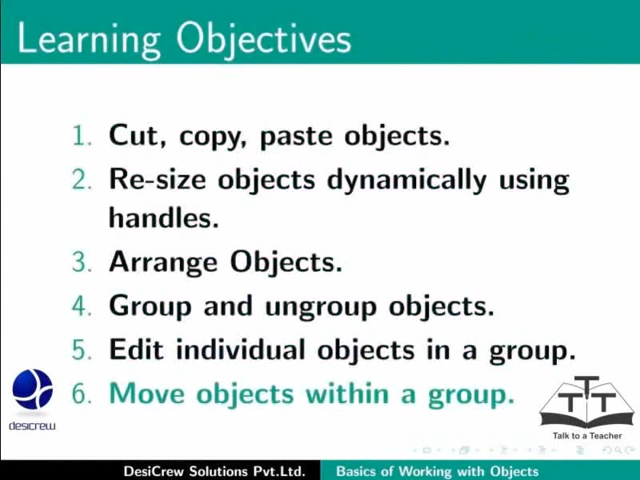 Learning Objectives
1. Cut, copy, paste objects.
2. Re-size objects dynamically using
handles.
3. Arrange Objects.
4. Group and ungroup objects.
5. Edit individual objects in a group.
6. Move objects within a group.
desicrew
TTT
Talk to a Teacher
DesiCrew Solutions Pvt.Ltd. Basics of Working with Objects